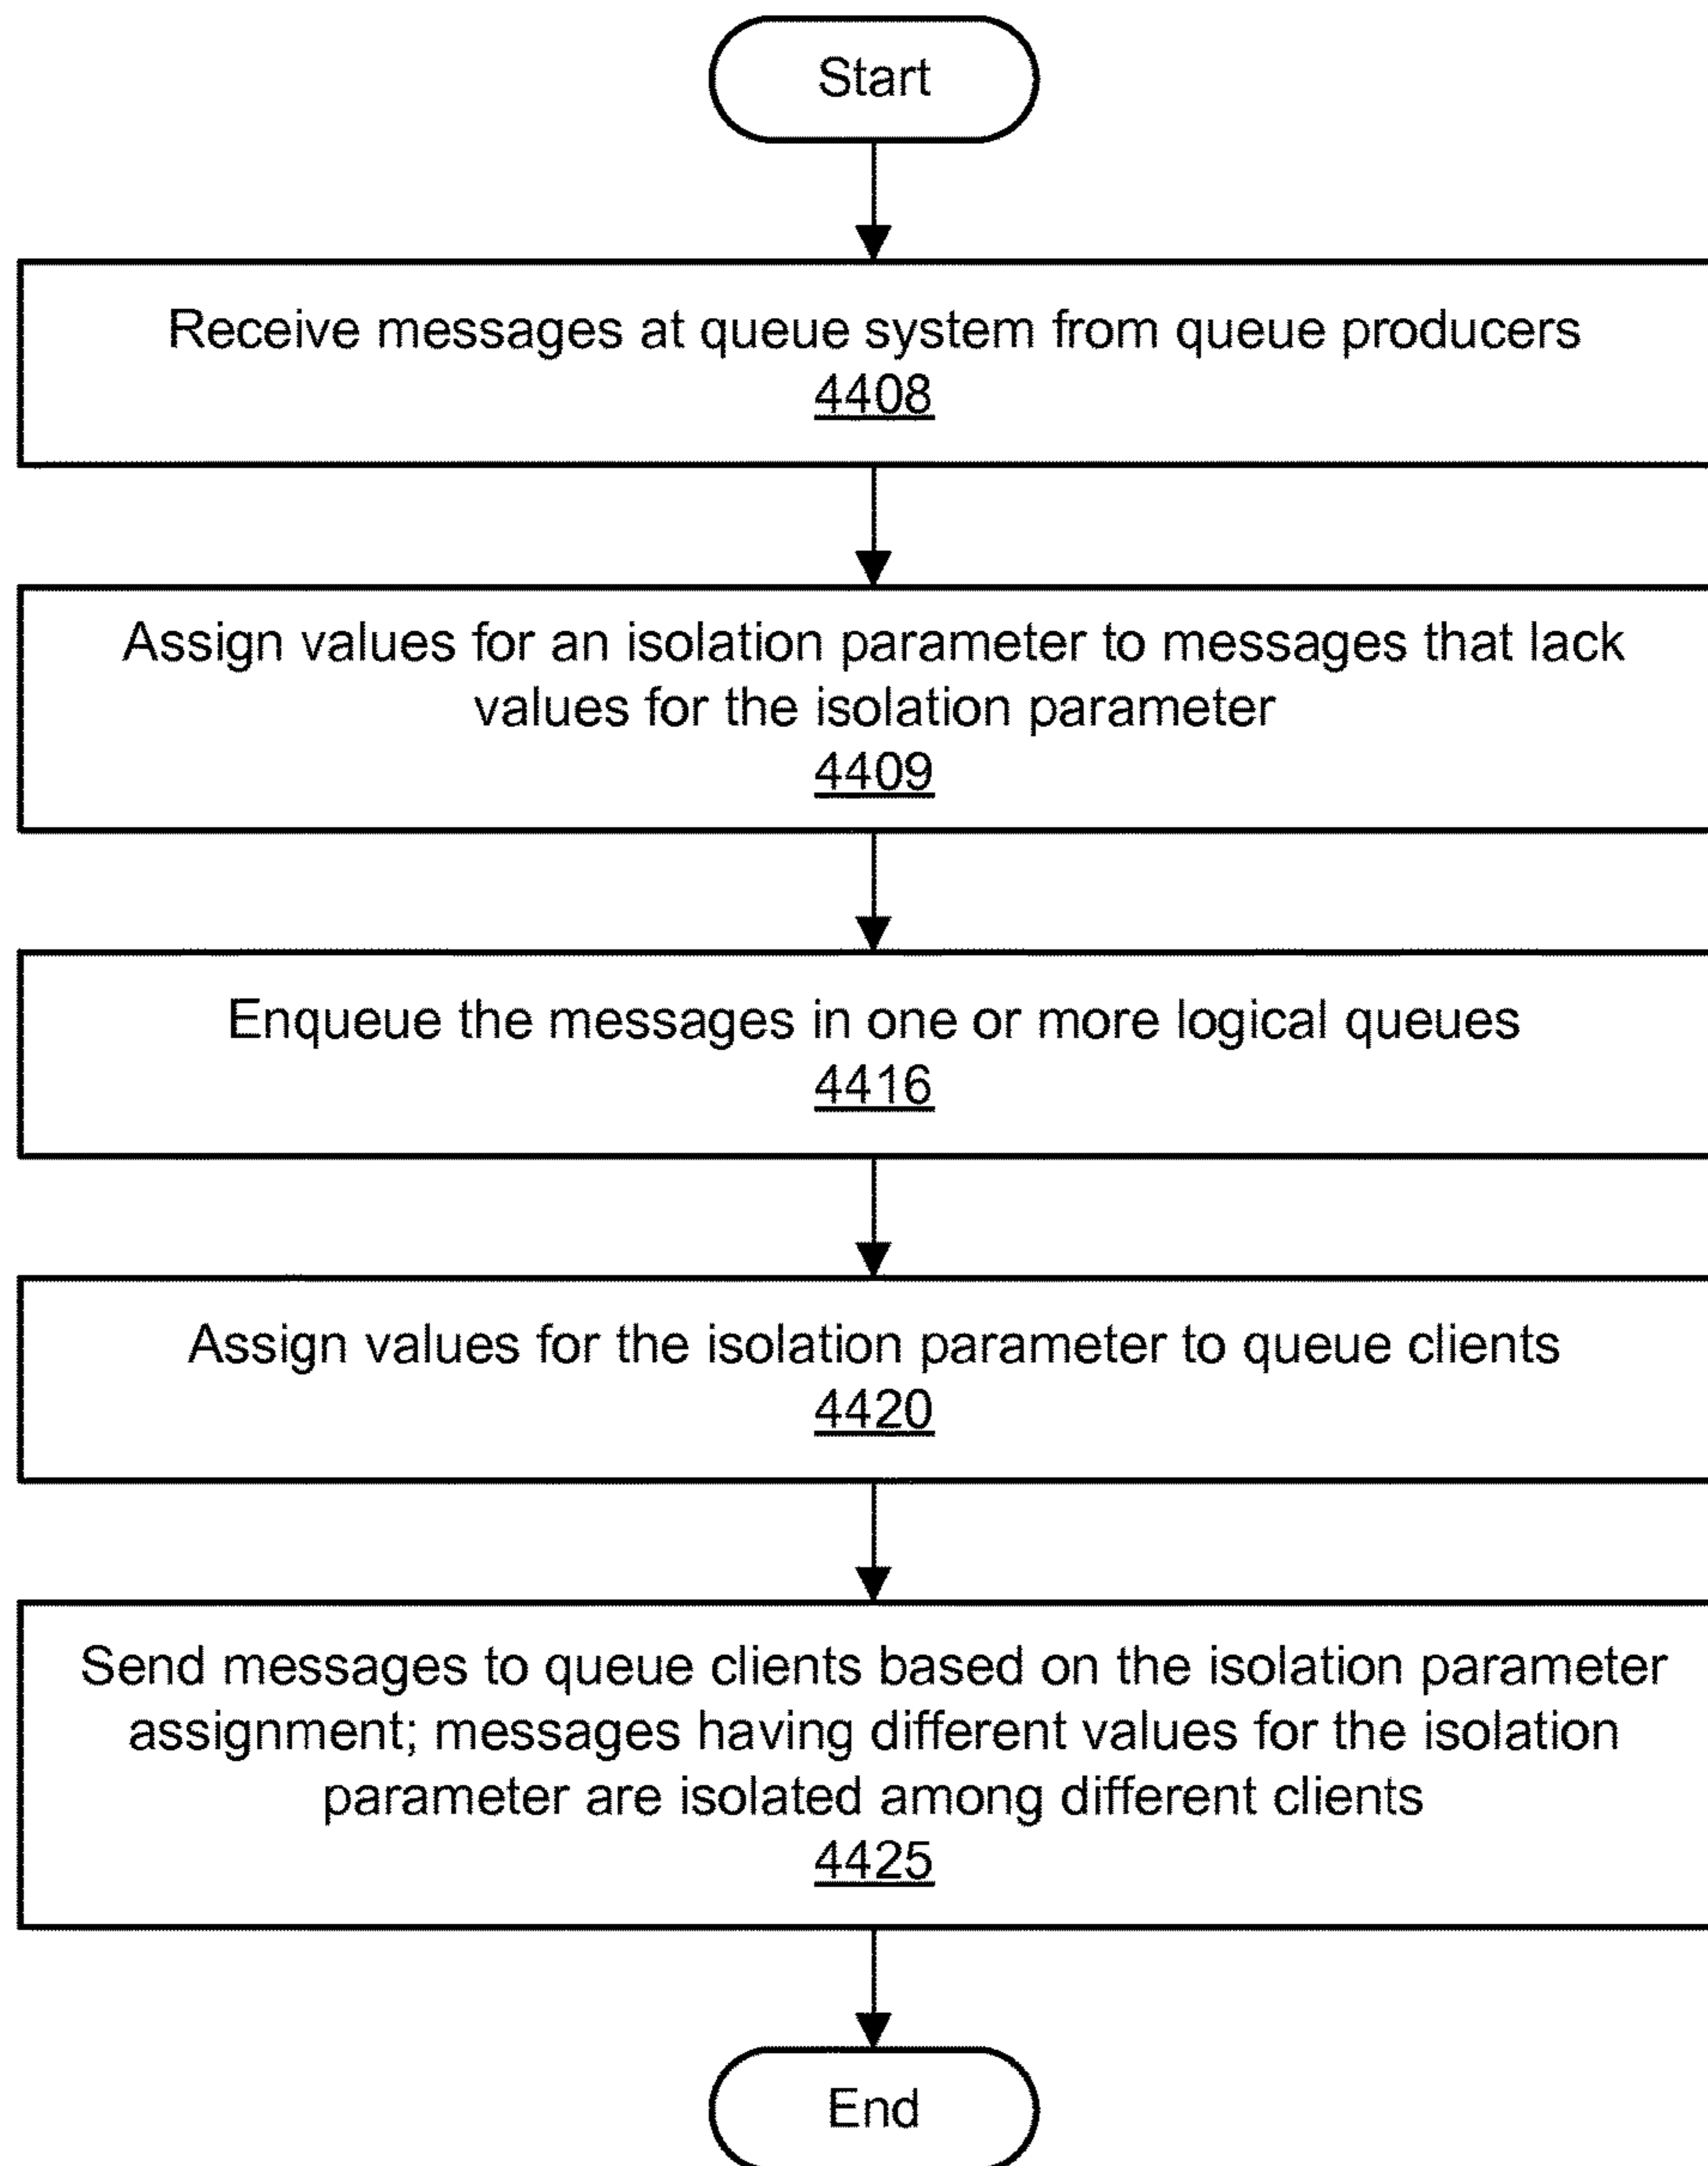 Start
Receive messages at queue system from queue producers
4408
Assign values for an isolation parameter to messages that lack
values for the isolation parameter
4409
Enqueue the messages in one or more logical queues
4416
Assign values for the isolation parameter to queue clients
4420
Send messages to queue clients based on the isolation parameter
assignment; messages having different values for the isolation
parameter are isolated among different clients
4425
End